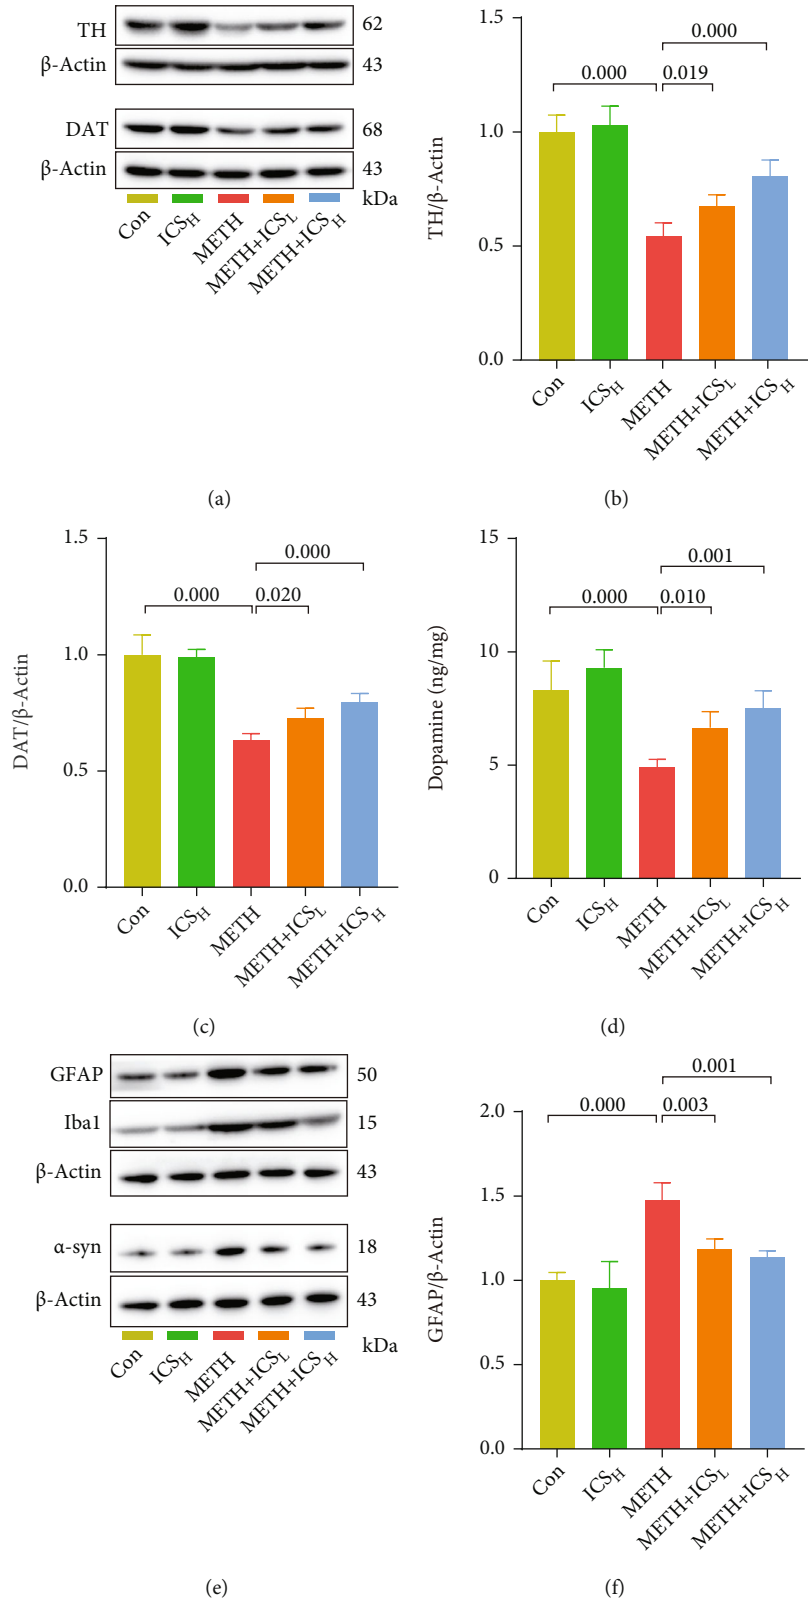 TH
62
β-Actin
43
DAT
68
β-Actin
43
kDa
Con
ICS_H
METH
METH+ICS_L
METH+ICS_H
(a)
1.5
1.0
0.5
0.0
TH/β-Actin
0.000
0.000
0.019
Con
ICS_H
METH
METH+ICS_L
METH+ICS_H
(b)
1.5
1.0
0.5
0.0
DAT/β-Actin
0.000
0.000
0.020
Con
ICS_H
METH
METH+ICS_L
METH+ICS_H
(c)
15
10
5
0
Dopamine (ng/mg)
0.001
0.000
0.010
Con
ICS_H
METH
METH+ICS_L
METH+ICS_H
(d)
GFAP
50
Iba1
15
β-Actin
43
α-syn
18
β-Actin
43
kDa
Con
ICS_H
METH
METH+ICS_L
METH+ICS_H
(e)
2.0
1.5
1.0
0.5
0.0
GFAP/β-Actin
0.001
0.000
0.003
Con
ICS_H
METH
METH+ICS_L
METH+ICS_H
(f)